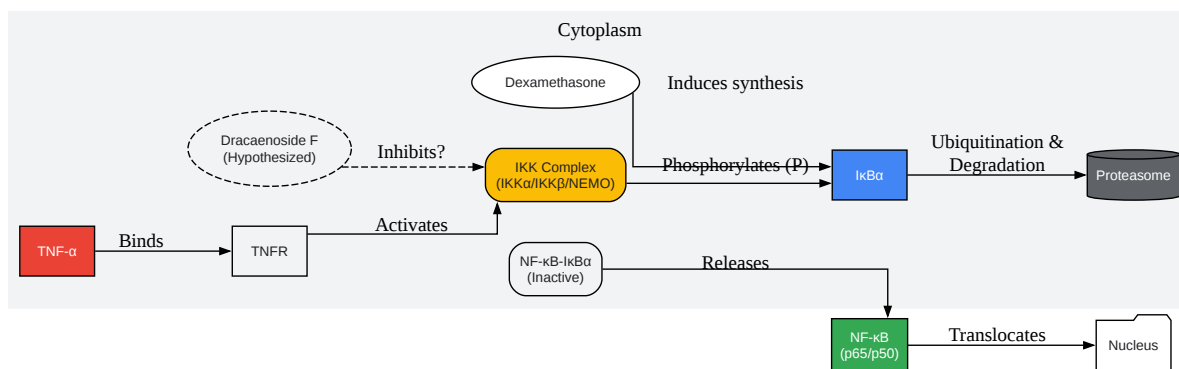 Cytoplasm
Dexamethasone
Induces synthesis
Dracaenoside F
(Hypothesized)
Inhibits?
IKK Complex
(IKKα/IKKβ/NEMO)
Phosphorylates (P)
IκBα
Ubiquitination &
Degradation
Proteasome
TNF-α
Binds
TNFR
Activates
NF-κB-IκBα
(Inactive)
Releases
NF-κB
(p65/p50)
Translocates
Nucleus